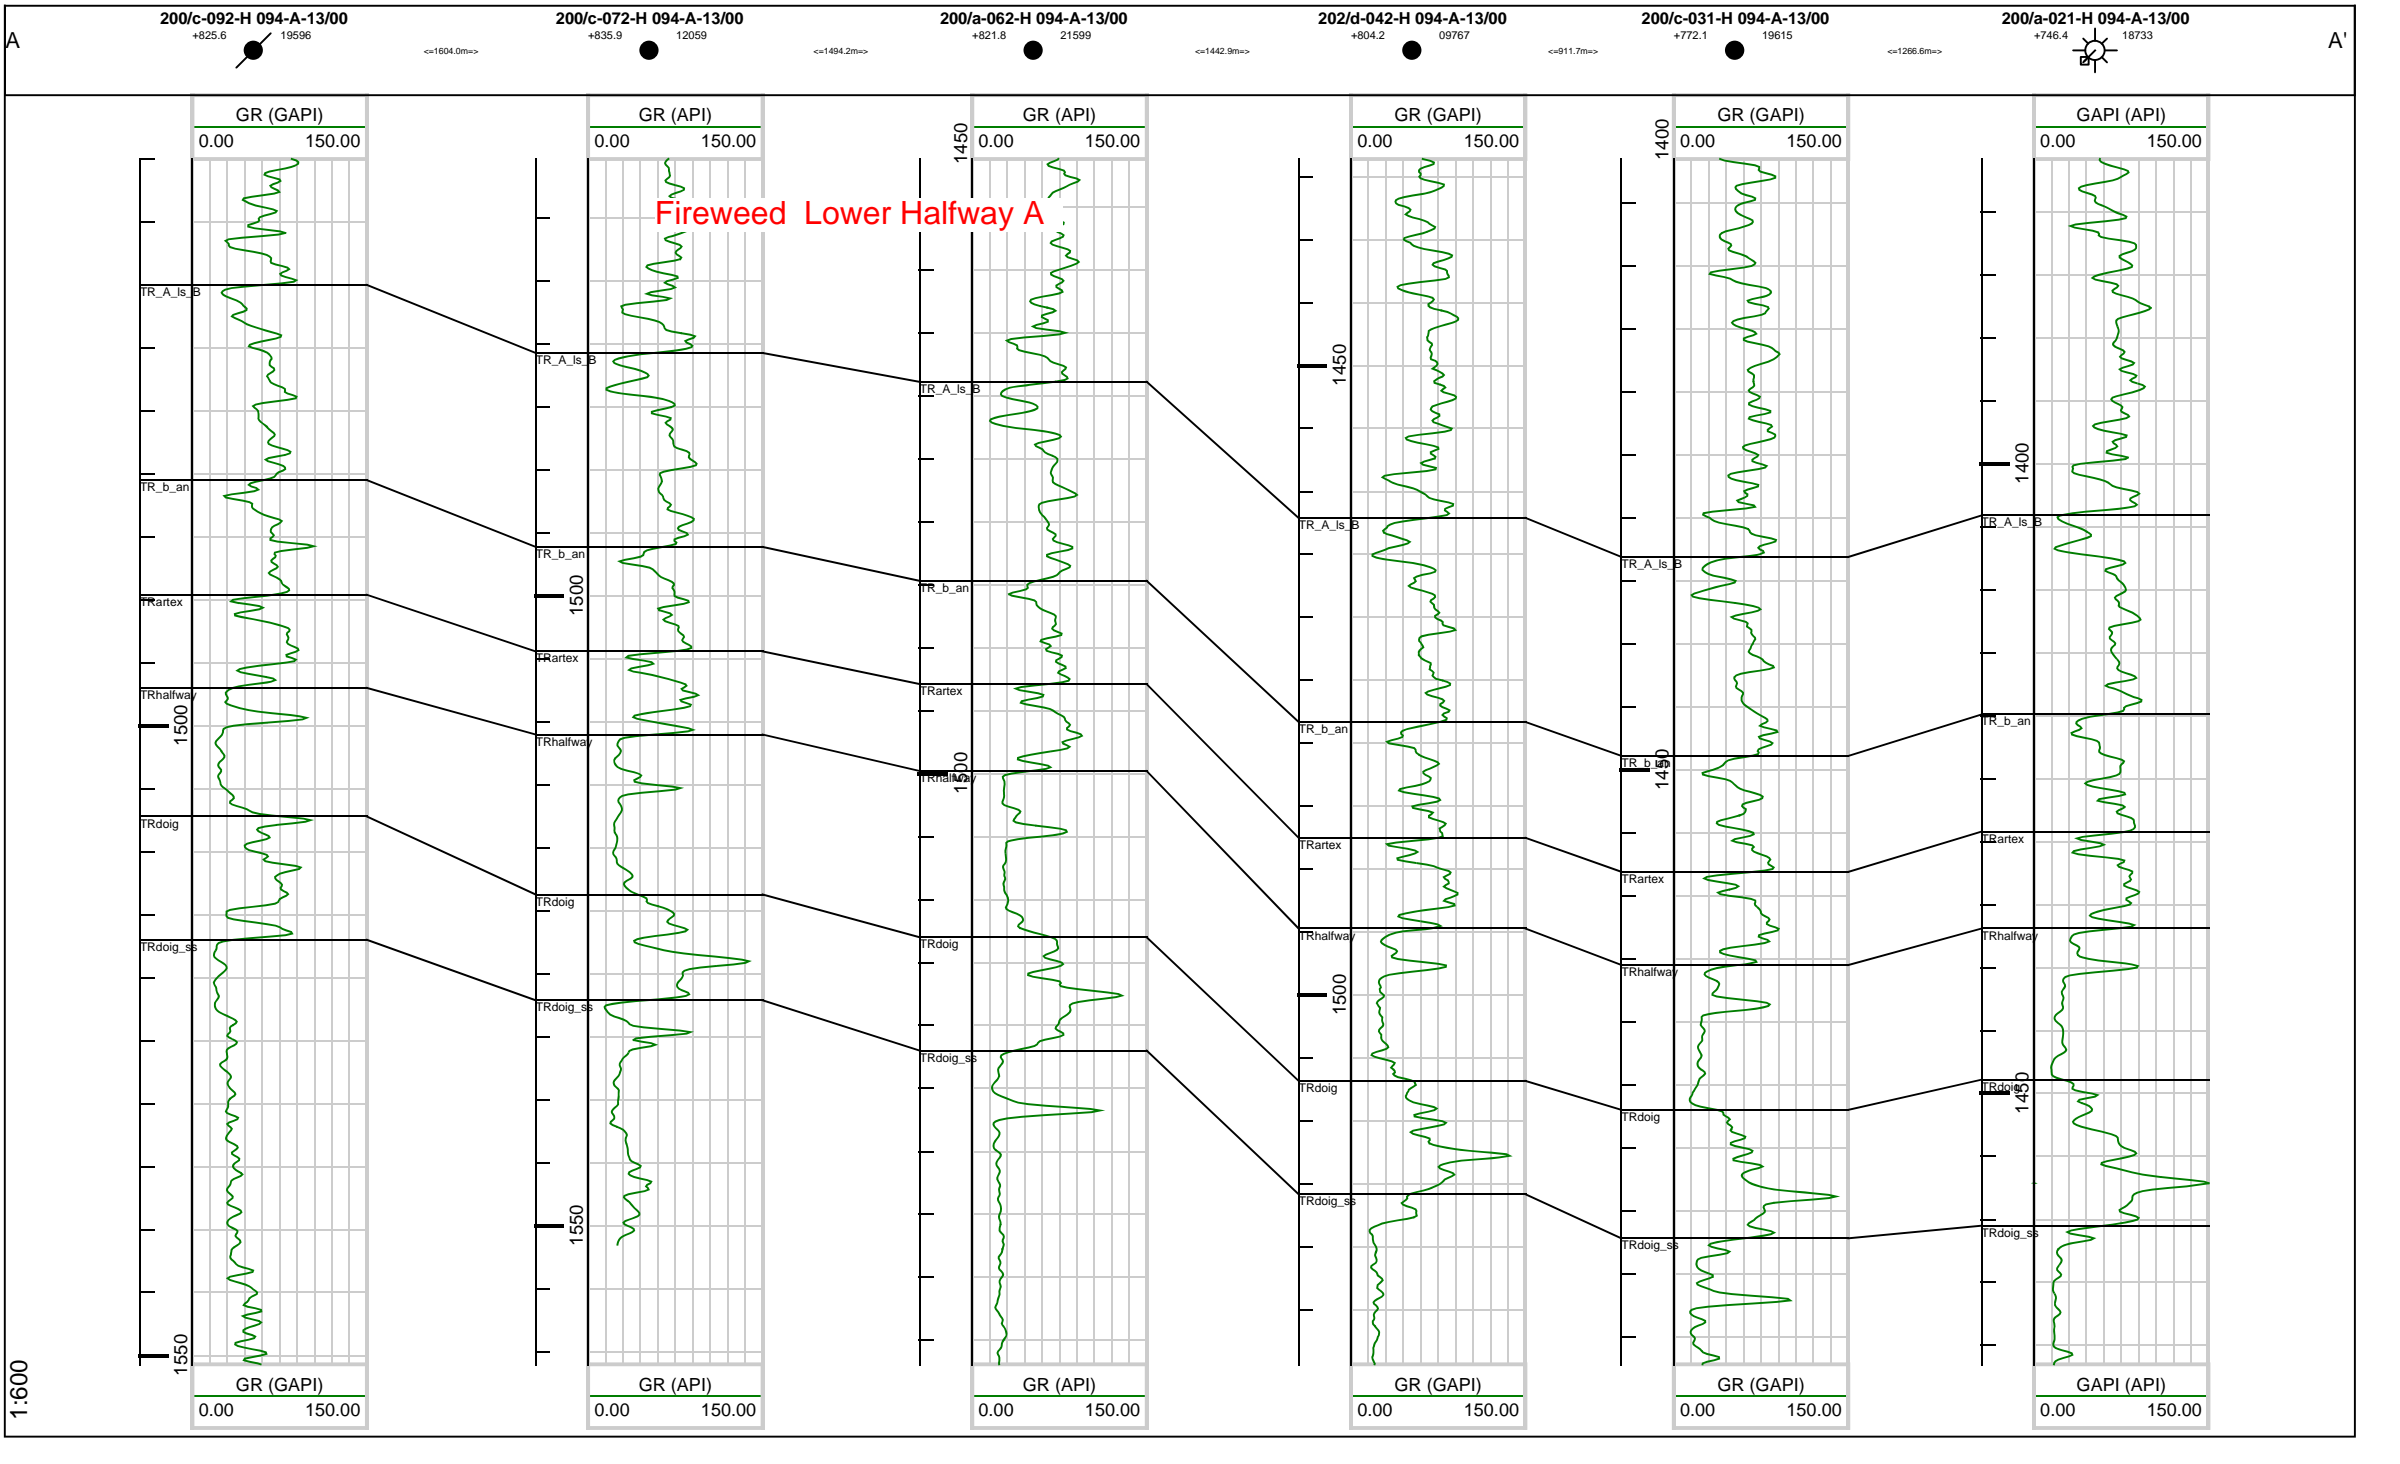 200/c-092-H 094-A-13/00 200/c-072-H 094-A-13/00 200/a-062-H 094-A-13/00 202/d-042-H 094-A-13/00 200/c-031-H 094-A-13/00 200/a-021-H 094-A-13/00
A +825.6 19596 <=1604.0m=> +835.9 12059 <=1494.2m=> +821.8 21599 <=1442.9m=> +804.2 09767 <=911.7m=> +772.1 19615 <=1266.6m=> +746.4 18733 A'
GR (GAPI) GR (API) GR (API) GR (GAPI) GR (GAPI) GAPI (API)
0.00 150.00 0.00 150.00 0.00 150.00 0.00 150.00 0.00 150.00 0.00 150.00
1450 1400
Fireweed Lower Halfway A
TR_A_ls_B
TR_A_ls_B 1450
TR_A_ls_B
1400
TR_b_an TR_A_ls_B TR_A_ls_B
TR_b_an TR_A_ls_B
1500 TR_b_an
TRartex
TRartex
TRhalfway TRartex
1500 TRhalfway TR_b_an TR_b_an
TRhalfway 1500 TR_b_an 1450
TRdoig TRartex TRartex
TRdoig TRartex
TRdoig_ss TRdoig TRhalfway TRhalfway
TRhalfway
TRdoig_ss 1500
TRdoig_ss TRdoig TRdoig 1450
TRdoig
TRdoig_ss TRdoig_ss
1550 TRdoig_ss
1550
1:600
GR (GAPI) GR (API) GR (API) GR (GAPI) GR (GAPI) GAPI (API)
0.00 150.00 0.00 150.00 0.00 150.00 0.00 150.00 0.00 150.00 0.00 150.00